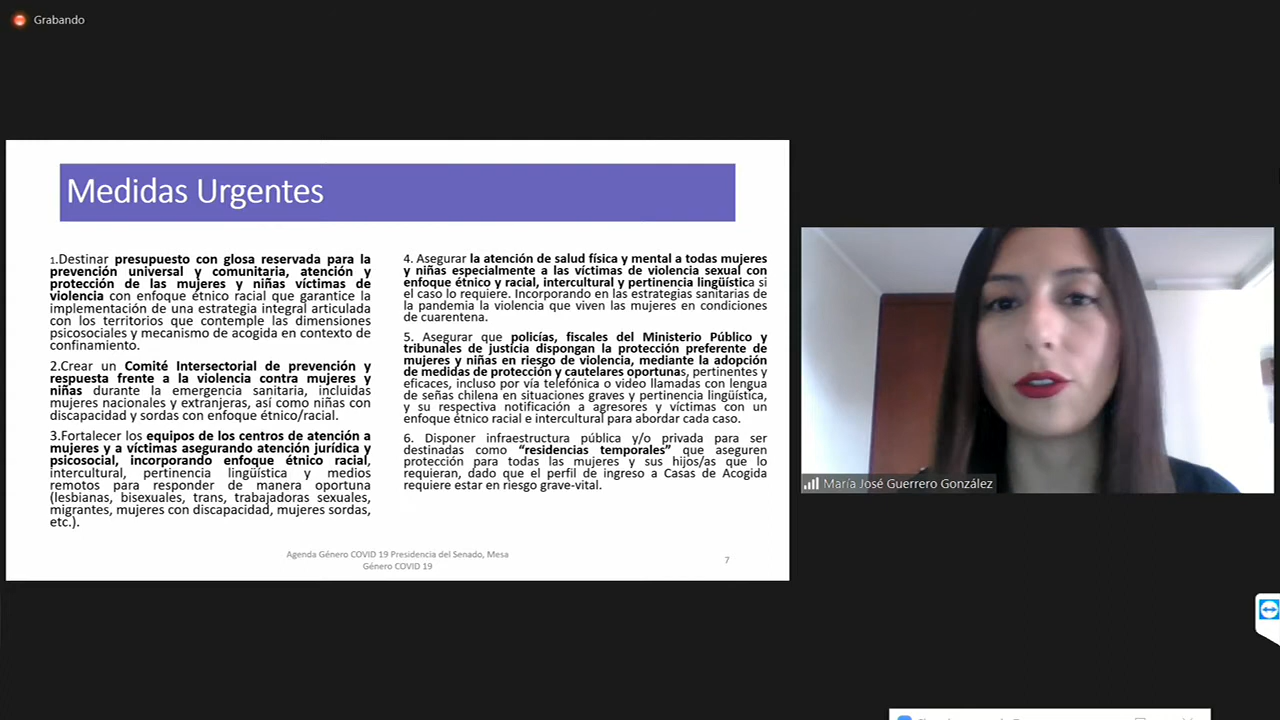 Grabando
Medidas Urgentes
1.Destinar presupuesto con glosa reservada para la
prevención universal y comunitaria, atención y
protección de las mujeres y niñas víctimas de
violencia con enfoque étnico racial que garantice la
implementación de una estrategia integral articulada
con los territorios que contemple las dimensiones
psicosociales y mecanismo de acogida en contexto de
confinamiento.
2.Crear un Comité Intersectorial de prevención y
respuesta frente a la violencia contra mujeres y
niñas durante la emergencia sanitaria, incluidas
mujeres nacionales y extranjeras, así como niñas con
discapacidad y sordas con enfoque étnico/racial.
3.Fortalecer los equipos de los centros de atención a
mujeres y a víctimas asegurando atención jurídica y
psicosocial, incorporando enfoque étnico racial,
intercultural, pertinencia lingüística y medios
remotos para responder de manera oportuna
(lesbianas, bisexuales, trans, trabajadoras sexuales,
migrantes, mujeres con discapacidad, mujeres sordas,
etc.).
4. Asegurar la atención de salud física y mental a todas mujeres
y niñas especialmente a las víctimas de violencia sexual con
enfoque étnico y racial, intercultural y pertinencia lingüística si
el caso lo requiere. Incorporando en las estrategias sanitarias de
la pandemia la violencia que viven las mujeres en condiciones
de cuarentena.
5. Asegurar que policías, fiscales del Ministerio Público y
tribunales de justicia dispongan la protección preferente de
mujeres y niñas en riesgo de violencia, mediante la adopción
de medidas de protección y cautelares oportunas, pertinentes y
eficaces, incluso por vía telefónica o video llamadas con lengua
de señas chilena en situaciones graves y pertinencia lingüística,
y su respectiva notificación a agresores y víctimas con un
enfoque étnico racial e intercultural para abordar cada caso.
6. Disponer infraestructura pública y/o privada para ser
destinadas como “residencias temporales” que aseguren
protección para todas las mujeres y sus hijos/as que lo
requieran, dado que el perfil de ingreso a Casas de Acogida
requiere estar en riesgo grave-vital.
Agenda Género COVID 19 Presidencia del Senado, Mesa
Género COVID 19
7
María José Guerrero González